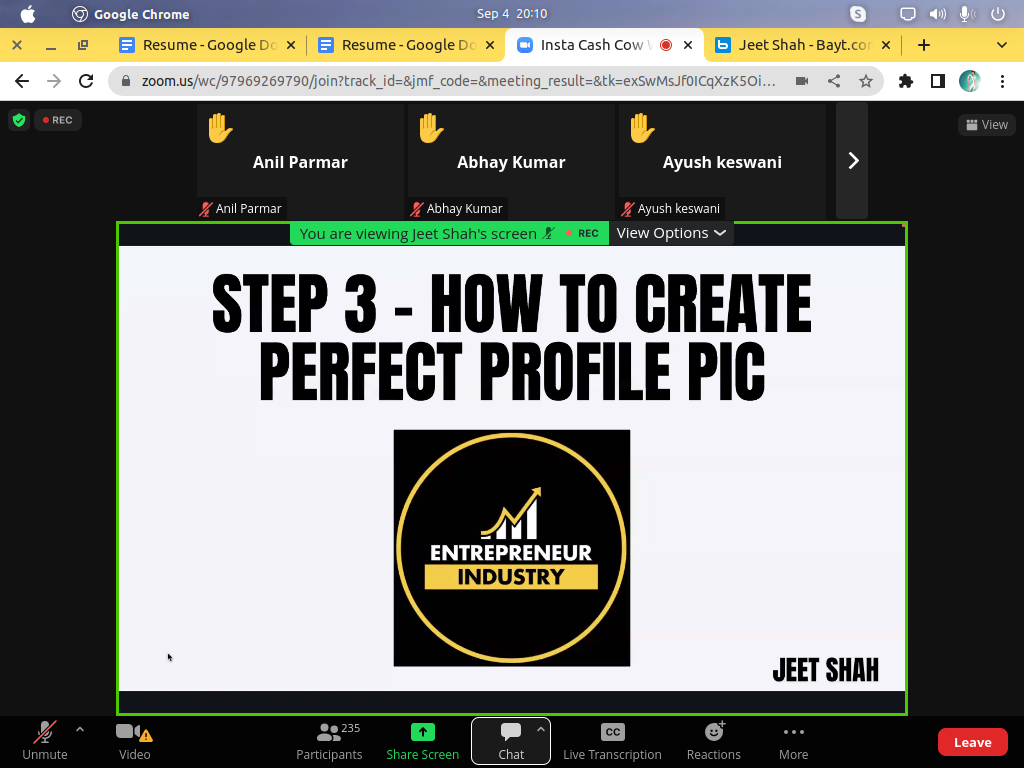 Google Chrome
Sep 4 20:10
Resume - Google Do
Resume - Google Do
Insta Cash Cow
Jeet Shah - Bayt.co
zoom.us/wc/97969269790/join?track_id=&jmf_code=&meeting_result=&tk=exSwMsJf0ICqXzK5Oi...
REC
View
Anil Parmar
Abhay Kumar
Ayush keswani
Anil Parmar
Abhay Kumar
Ayush keswani
You are viewing Jeet Shah's screen
REC
View Options
STEP 3 - HOW TO CREATE
PERFECT PROFILE PIC
ENTREPRENEUR
INDUSTRY
JEET SHAH
Unmute
Video
235
Participants
Share Screen
Chat
CC
Live Transcription
Reactions
More
Leave